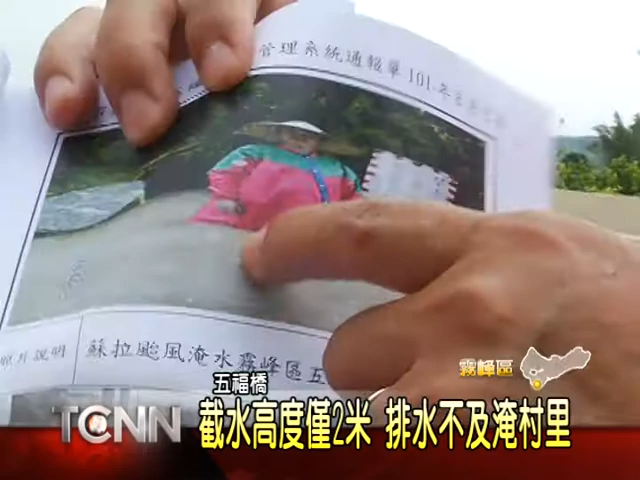 管理系統通報單101年
照片說明
蘇拉颱風淹水霧峰區五
霧峰區
五福橋
TCNN
截水高度僅2米 排水不及淹村里